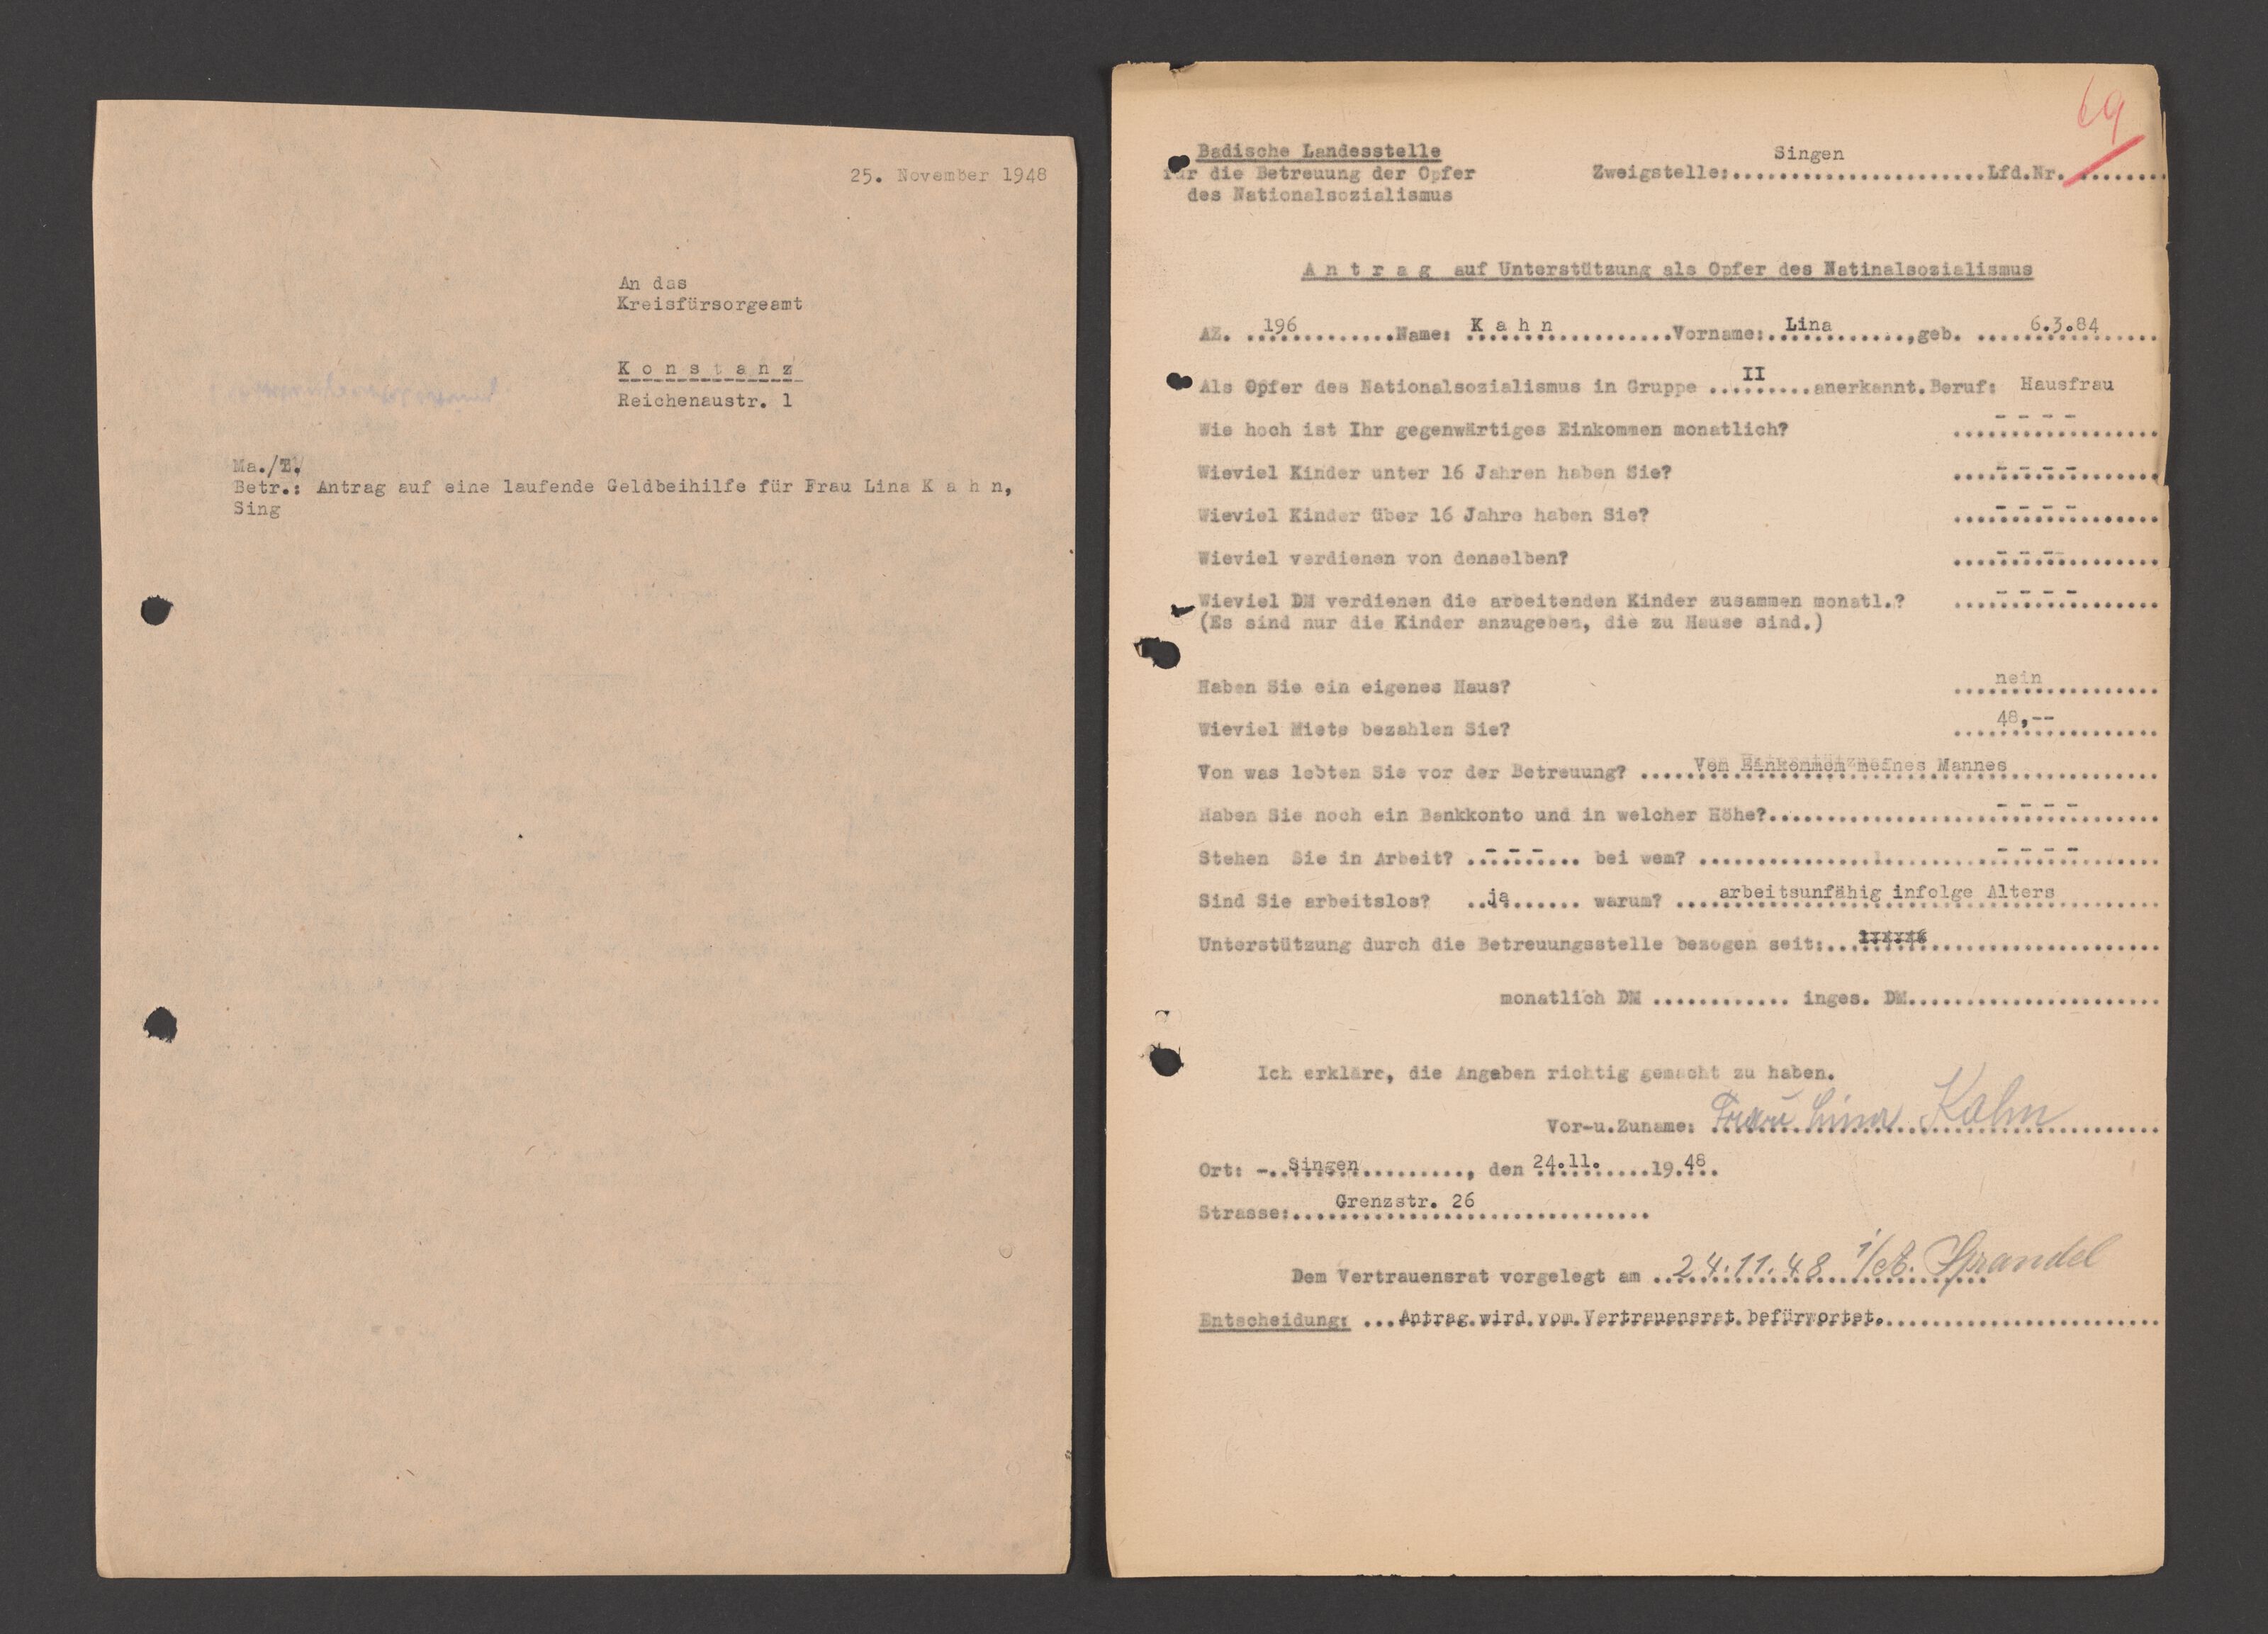 25. November 1948
An das
Kreisfürsorgeamt
K o n s t a n z
Reichenaustr. 1
Ma./E.
Betr.: Antrag auf eine laufende Geldbeihilfe für Frau Lina K a h n,
Sing
69
Badische Landesstelle
für die Betreuung der Opfer
des Nationalsozialismus
Zweigstelle: Singen Lfd.Nr.
A n t r a g auf Unterstützung als Opfer des Natinalsozialismus
AZ. 196 Name: K a h n Vorname: Lina, geb. 6.3.84
Als Opfer des Nationalsozialismus in Gruppe II anerkannt. Beruf: Hausfrau
Wie hoch ist Ihr gegenwärtiges Einkommen monatlich? - - - -
Wieviel Kinder unter 16 Jahren haben Sie? - - - -
Wieviel Kinder über 16 Jahre haben Sie? - - - -
Wieviel verdienen von denselben? - - - -
Wieviel DM verdienen die arbeitenden Kinder zusammen monatl.? - - - -
(Es sind nur die Kinder anzugeben, die zu Hause sind.)
Haben Sie ein eigenes Haus? nein
Wieviel Miete bezahlen Sie? 48,--
Von was lebten Sie vor der Betreuung? Vom Einkommen meines Mannes
Haben Sie noch ein Bankkonto und in welcher Höhe? - - - -
Stehen Sie in Arbeit? - - - bei wem? - - - -
Sind Sie arbeitslos? ja warum? arbeitsunfähig infolge Alters
Unterstützung durch die Betreuungsstelle bezogen seit:
monatlich DM ............ inges. DM......................
Ich erkläre, die Angaben richtig gemacht zu haben.
Vor-u.Zuname: Frau Lina Kahn
Ort: - Singen, den 24.11. 19 48.
Strasse: Grenzstr. 26
Dem Vertrauensrat vorgelegt am 24.11.48 Sprandel
Entscheidung: Antrag wird vom Vertrauensrat befürwortet.